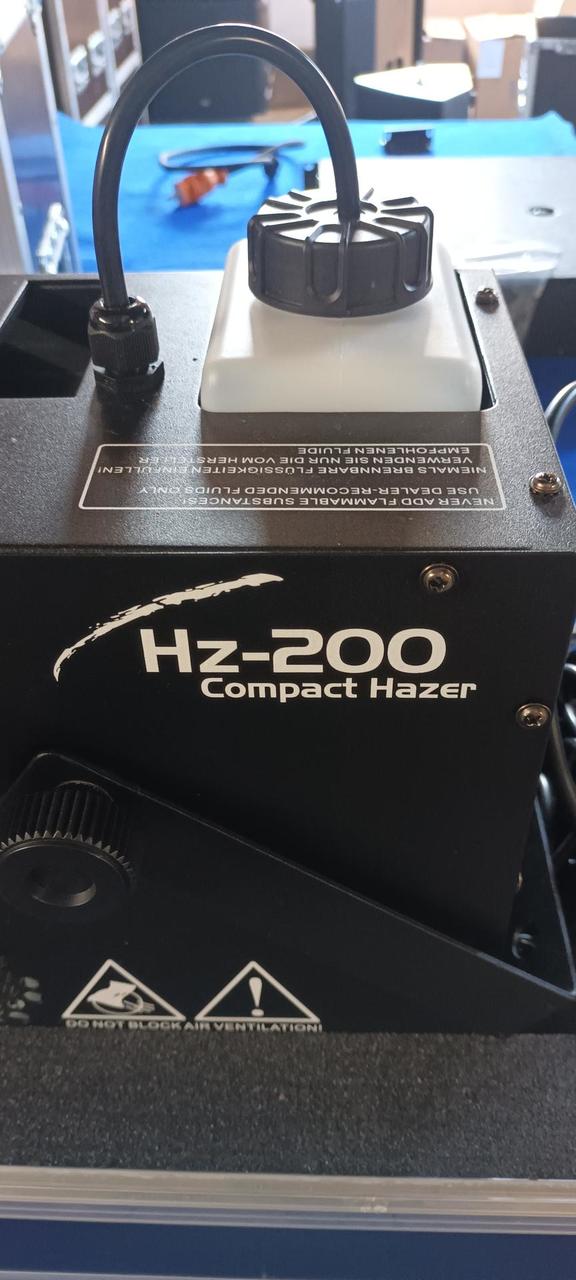 NEVER ADD FLAMMABLE SUBSTANCES!
USE DEALER-RECOMMENDED FLUIDS ONLY
NIEMALS BRENNBARE FLÜSSIGKEITEN EINFÜLLEN!
VERWENDEN SIE NUR DIE VOM HERSTELLER
EMPFOHLENEN FLUIDE
Hz-200
Compact Hazer
DO NOT BLOCK AIR VENTILATION!